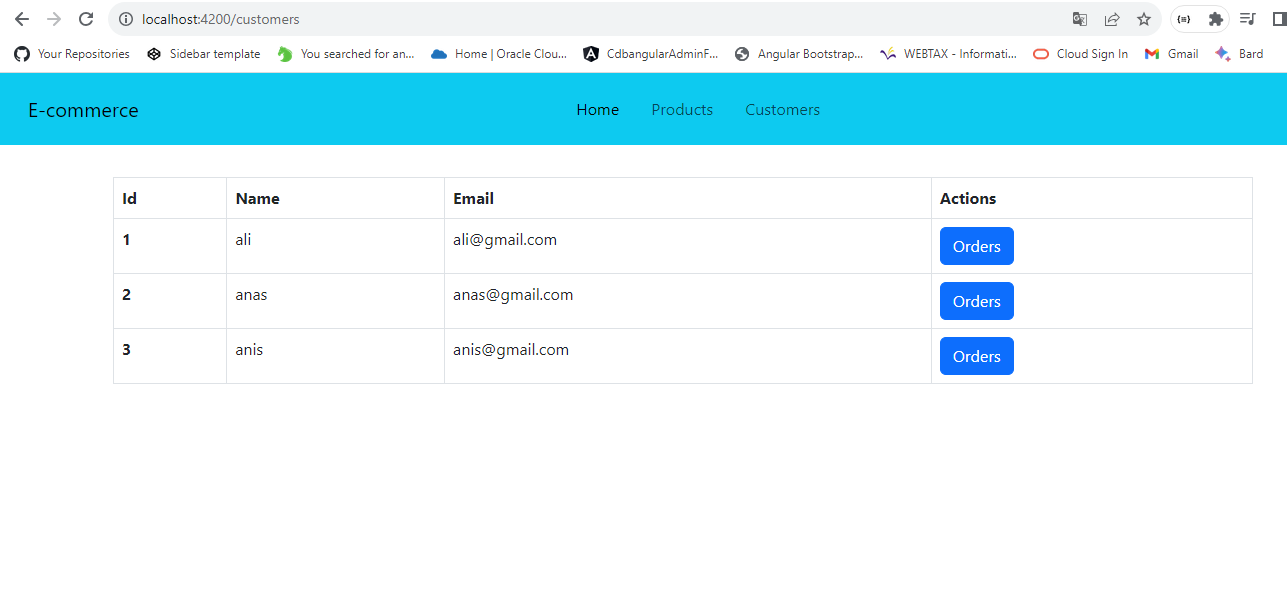 localhost:4200/customers
Your Repositories Sidebar template You searched for an... Home | Oracle Clou... CdbangularAdminF... Angular Bootstrap... WEBTAX - Informati... Cloud Sign In Gmail Bard
E-commerce Home Products Customers
Id Name Email Actions
1 ali ali@gmail.com Orders
2 anas anas@gmail.com Orders
3 anis anis@gmail.com Orders